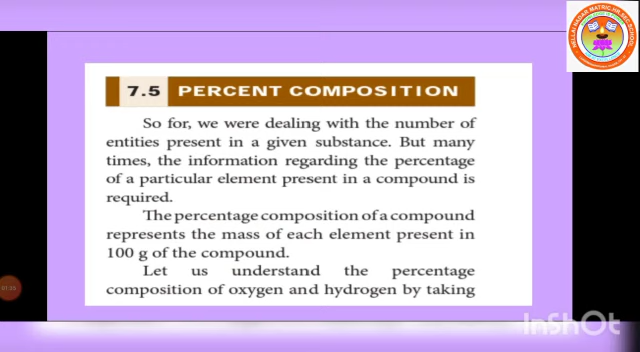 7.5 PERCENT COMPOSITION
So for, we were dealing with the number of
entities present in a given substance. But many
times, the information regarding the percentage
of a particular element present in a compound is
required.
The percentage composition of a compound
represents the mass of each element present in
100 g of the compound.
Let us understand the percentage
composition of oxygen and hydrogen by taking
InShOt